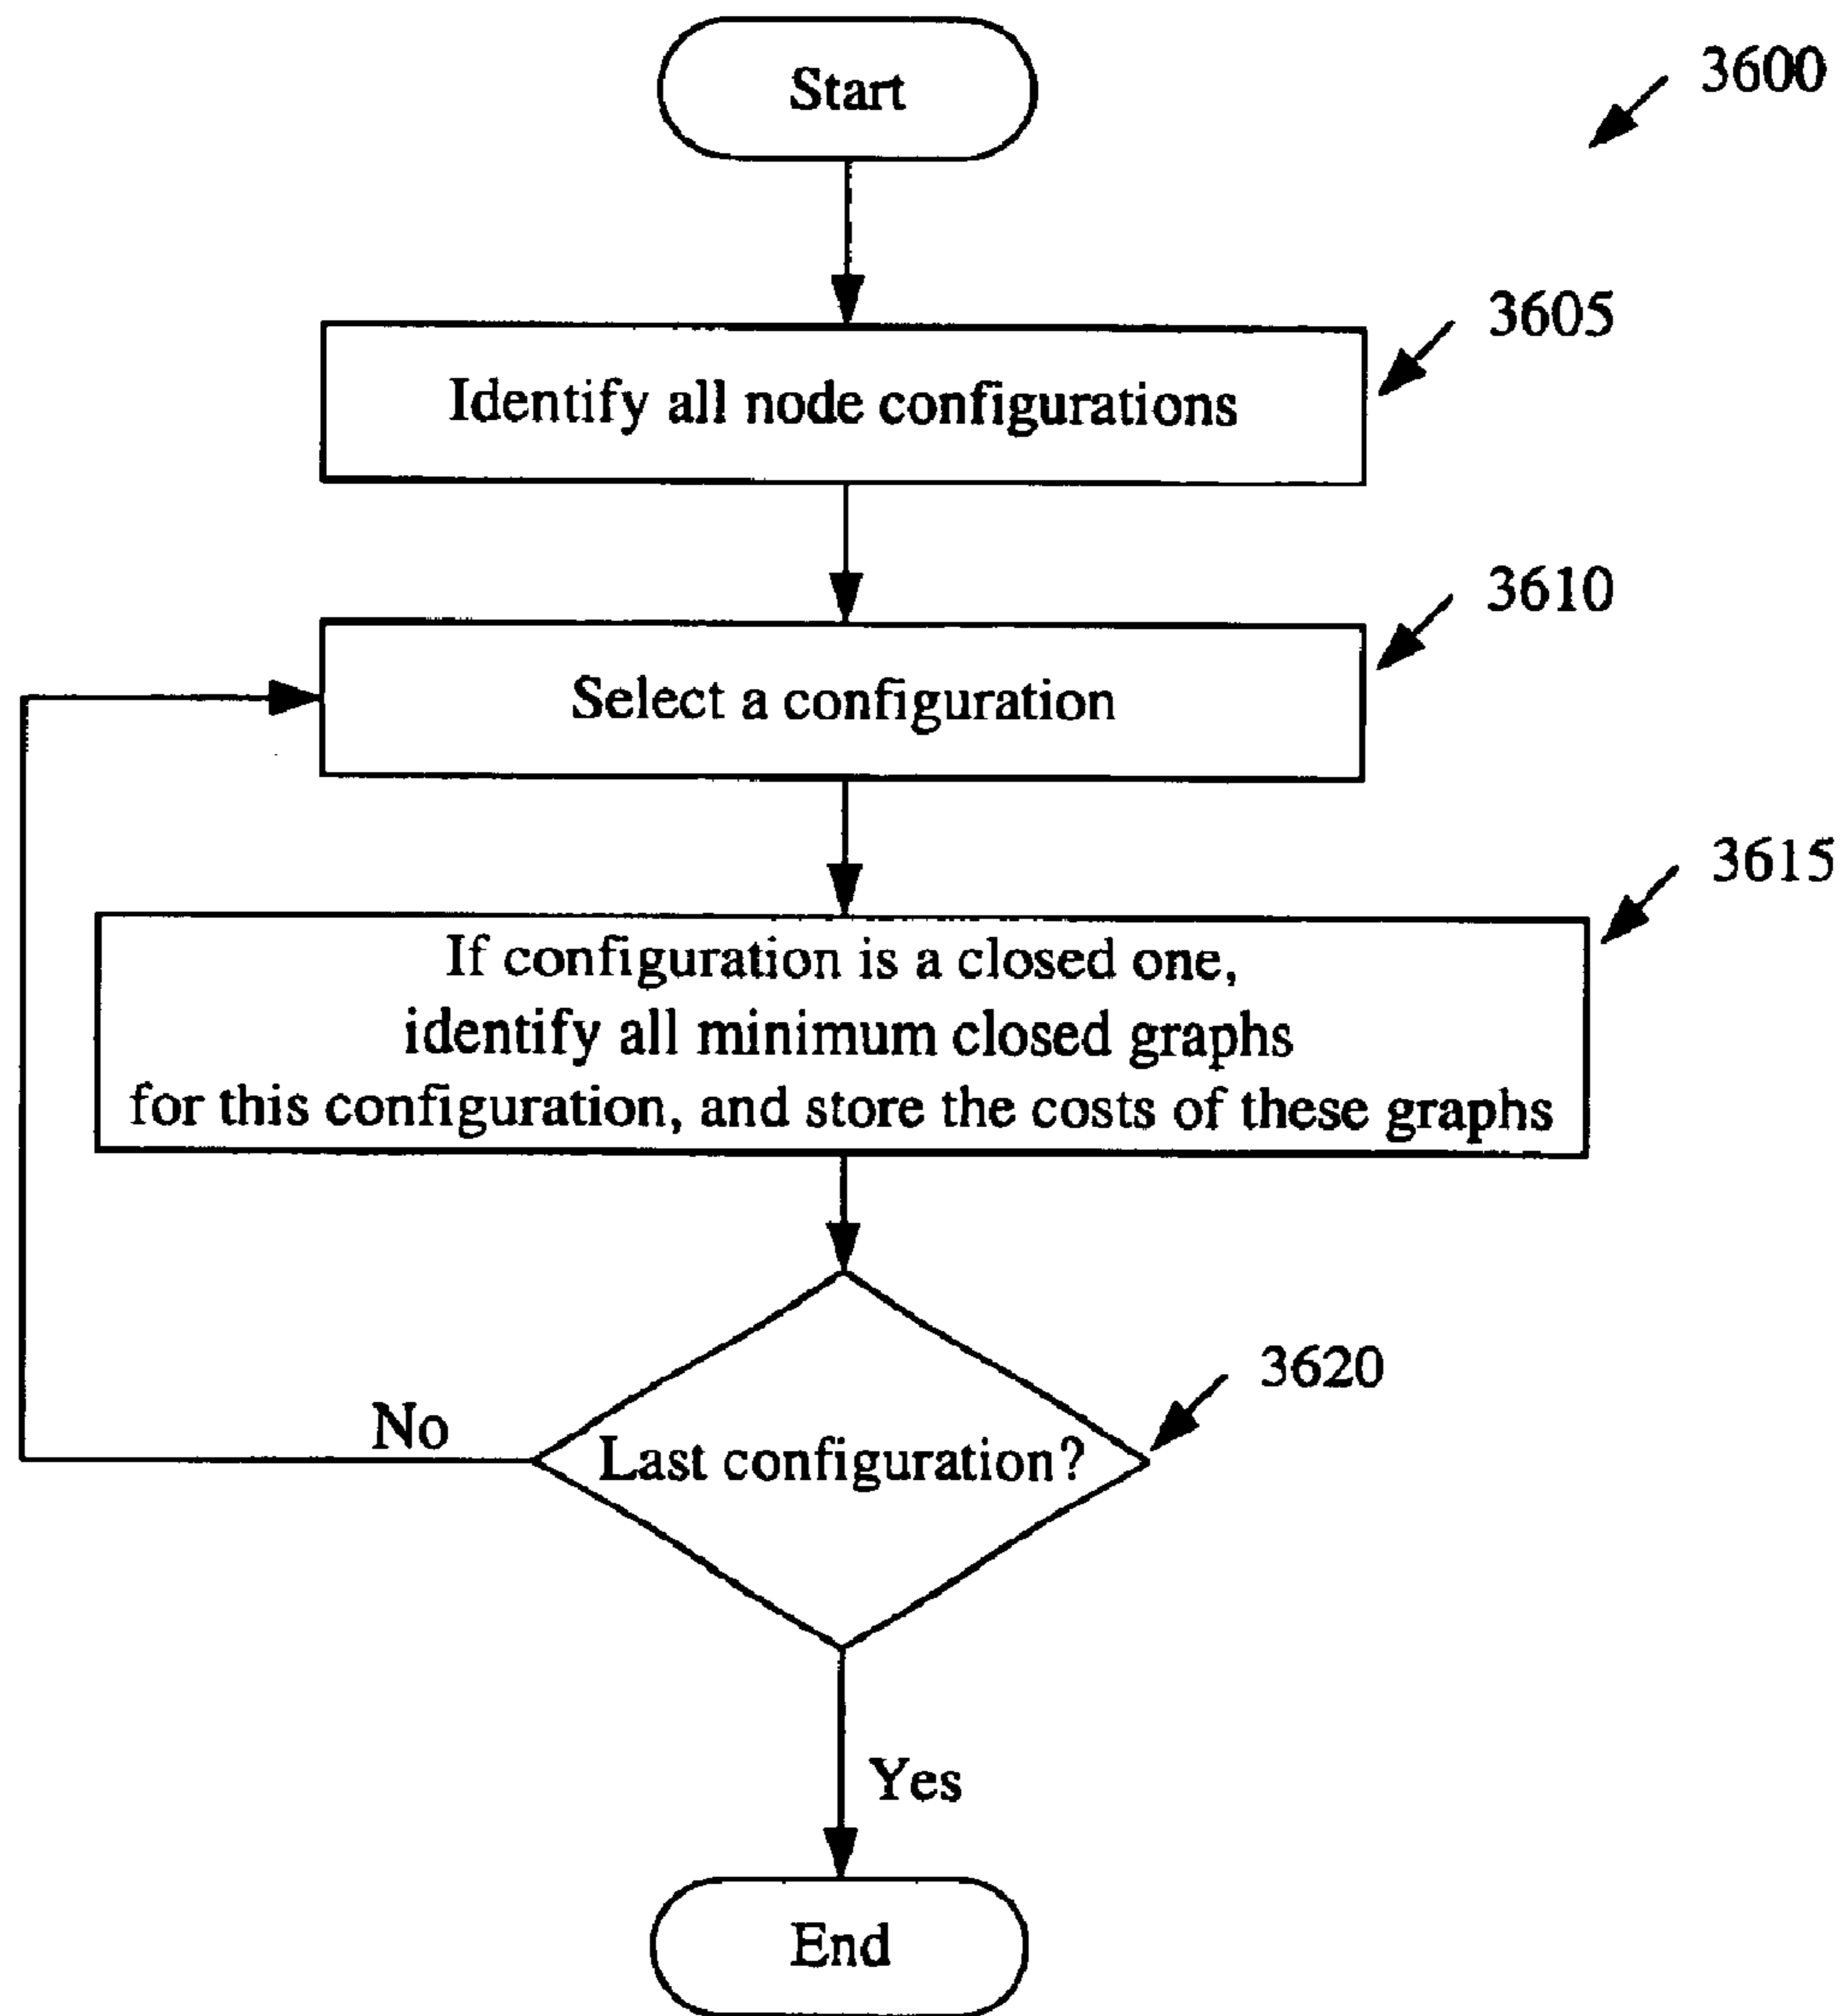 Start
3600
3605
Identify all node configurations
3610
Select a configuration
3615
If configuration is a closed one,
identify all minimum closed graphs
for this configuration, and store the costs of these graphs
3620
No
Last configuration?
Yes
End